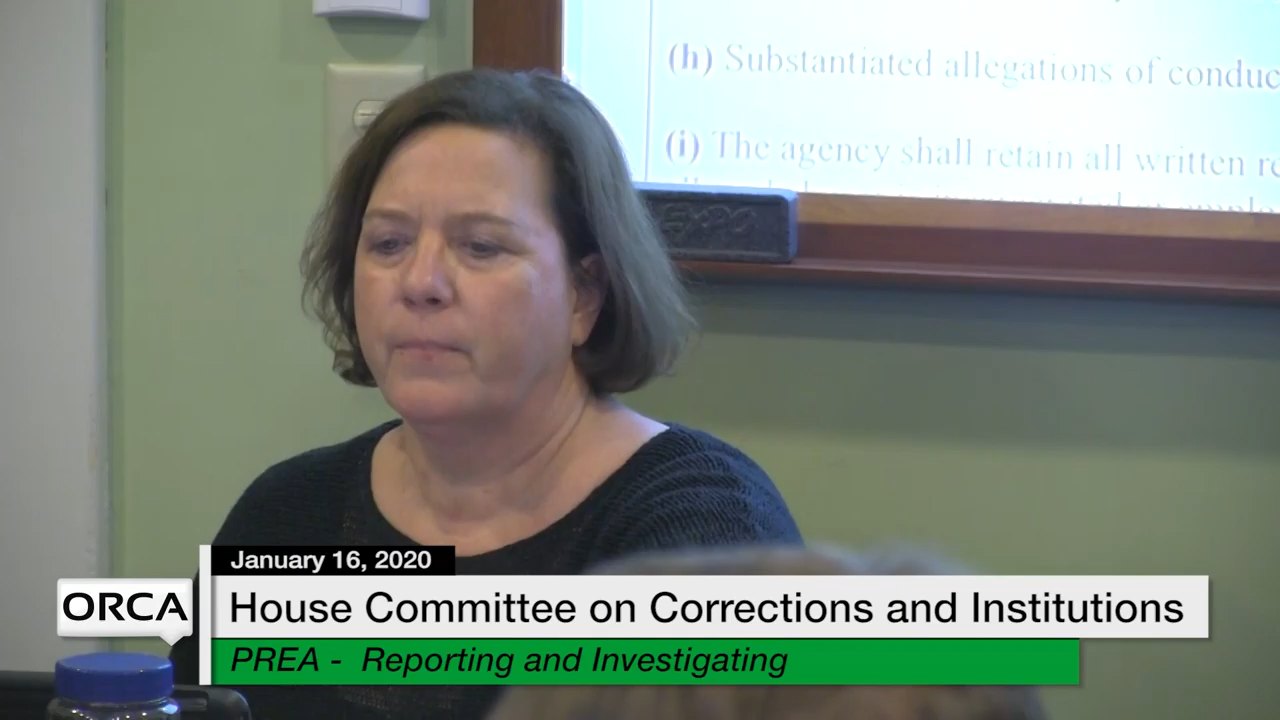 (h) Substantiated allegations of conduc
(i) The agency shall retain all written re
EXPO
January 16, 2020
ORCA
House Committee on Corrections and Institutions
PREA - Reporting and Investigating